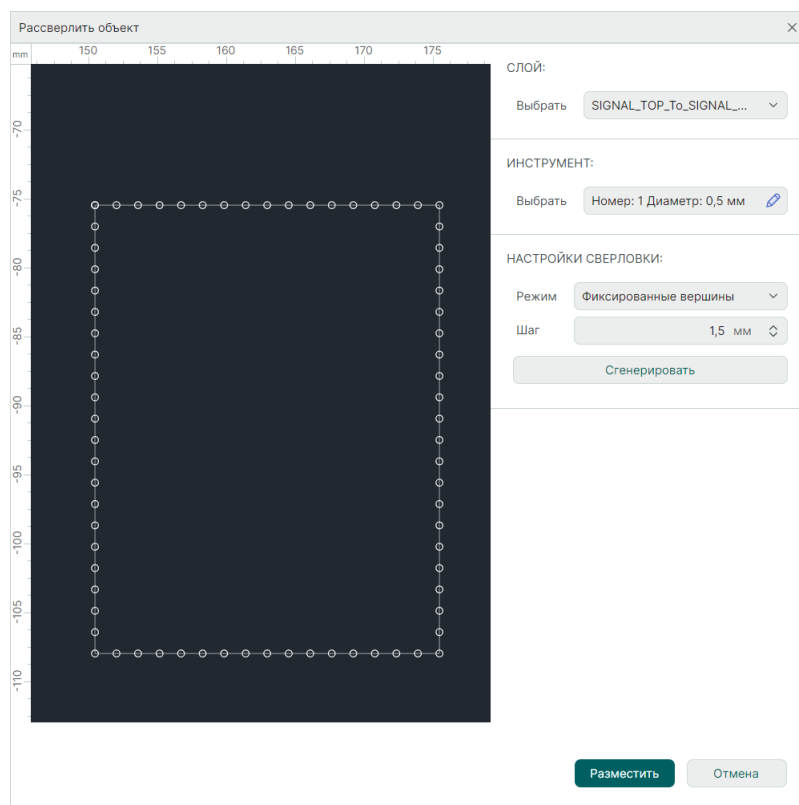 Рассверлить объект
mm 150 155 160 165 170 175
-70
-75
-80
-85
-90
-95
-100
-105
-110
СЛОЙ:
Выбрать SIGNAL_TOP_To_SIGNAL_...
ИНСТРУМЕНТ:
Выбрать Номер: 1 Диаметр: 0,5 мм
НАСТРОЙКИ СВЕРЛОВКИ:
Режим Фиксированные вершины
Шаг 1,5 мм
Сгенерировать
Разместить Отмена